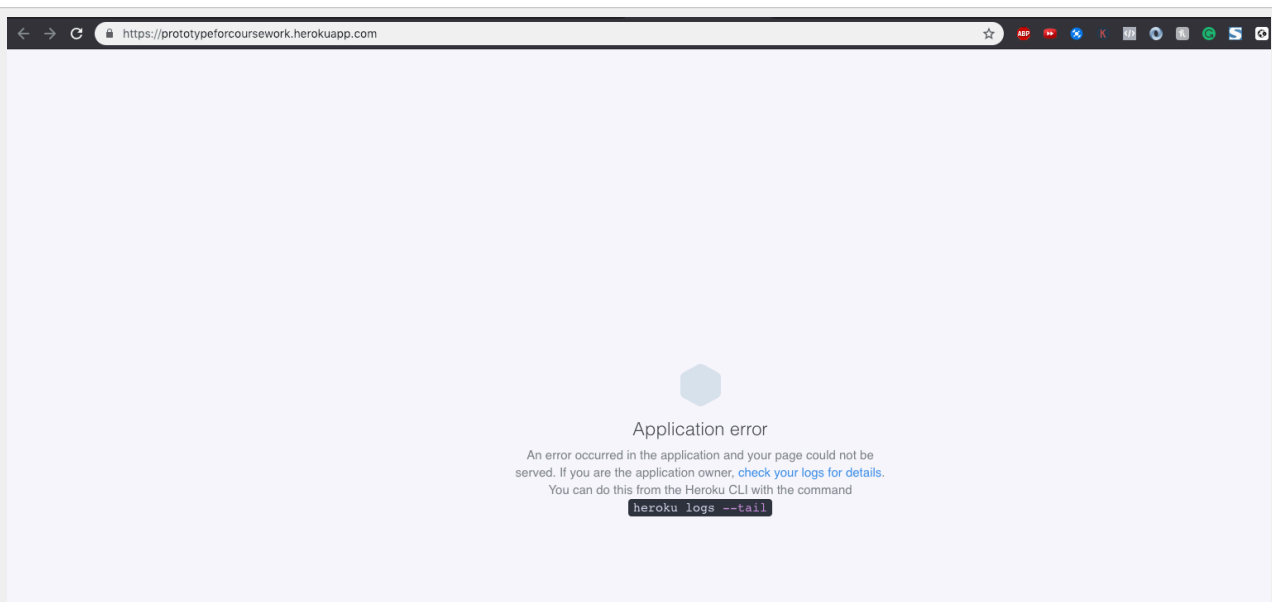 https://prototypeforcoursework.herokuapp.com
ABP
K
Application error
An error occurred in the application and your page could not be
served. If you are the application owner, check your logs for details.
You can do this from the Heroku CLI with the command
heroku logs --tail